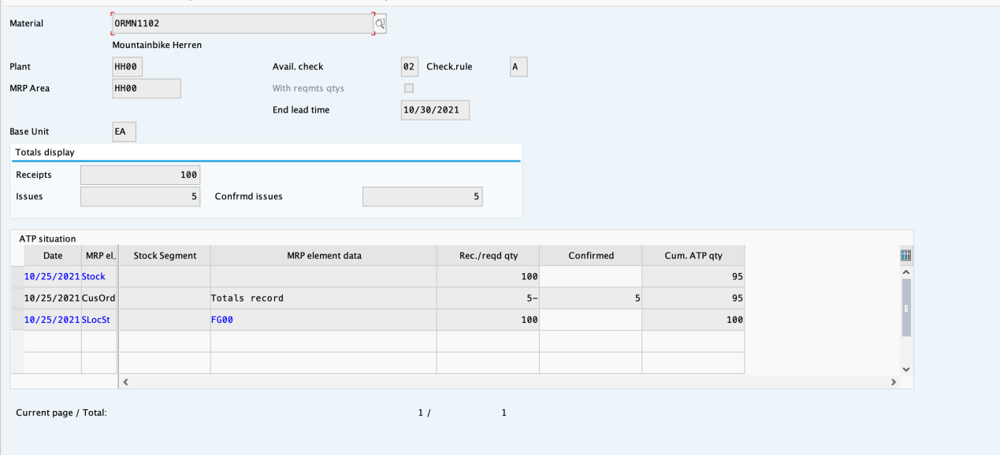 Material ORMN1102
Mountainbike Herren
Plant HH00 Avail. check 02 Check.rule A
MRP Area HH00 With reqmts qtys
End lead time 10/30/2021
Base Unit EA
Totals display
Receipts 100
Issues 5 Confrmd issues 5
ATP situation
Date MRP el.. Stock Segment MRP element data Rec./reqd qty Confirmed Cum. ATP qty
10/25/2021 Stock 100 95
10/25/2021 CusOrd Totals record 5- 5 95
10/25/2021 SLocSt FG00 100 100
Current page / Total: 1 / 1